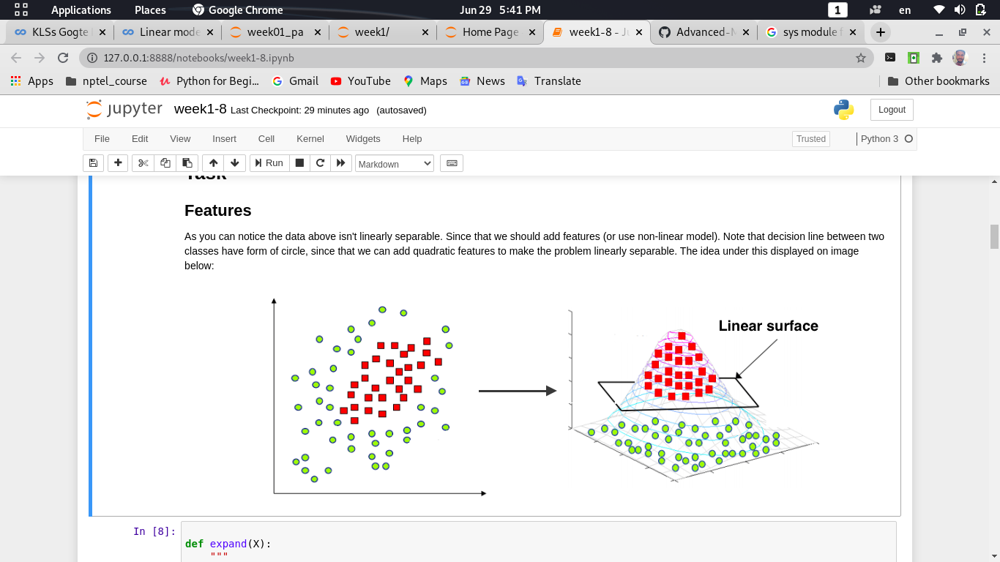 Applications Places Google Chrome Jun 29 5:41 PM 1 en
KLSs Gogte Linear mode week01_pa week1/ Home Page week1-8 - Ju Advanced-M sys module f
127.0.0.1:8888/notebooks/week1-8.ipynb
Apps nptel_course Python for Begi... Gmail YouTube Maps News Translate Other bookmarks
jupyter week1-8 Last Checkpoint: 29 minutes ago (autosaved) Logout
File Edit View Insert Cell Kernel Widgets Help Trusted Python 3
Run Markdown
Task
Features
As you can notice the data above isn't linearly separable. Since that we should add features (or use non-linear model). Note that decision line between two
classes have form of circle, since that we can add quadratic features to make the problem linearly separable. The idea under this displayed on image
below:
Linear surface
In [8]:
def expand(X):
"""